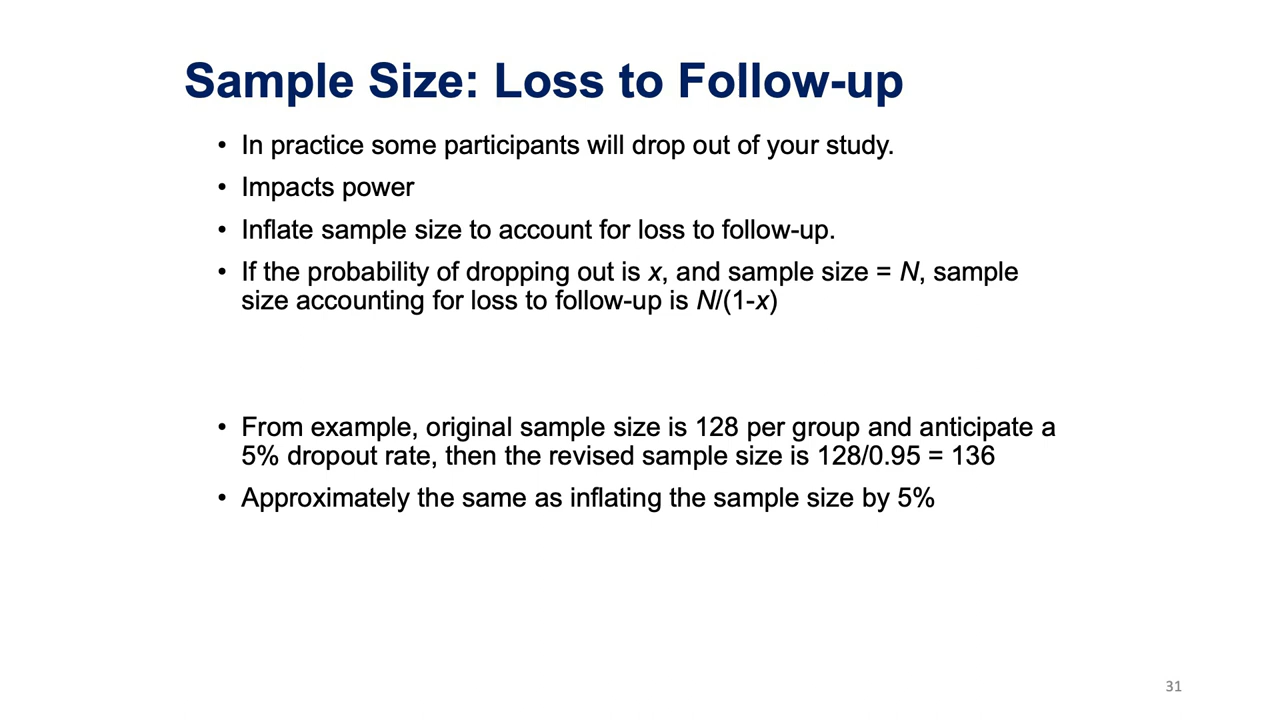 Sample Size: Loss to Follow-up
• In practice some participants will drop out of your study.
• Impacts power
• Inflate sample size to account for loss to follow-up.
• If the probability of dropping out is x, and sample size = N, sample
size accounting for loss to follow-up is N/(1-x)
• From example, original sample size is 128 per group and anticipate a
5% dropout rate, then the revised sample size is 128/0.95 = 136
• Approximately the same as inflating the sample size by 5%
31